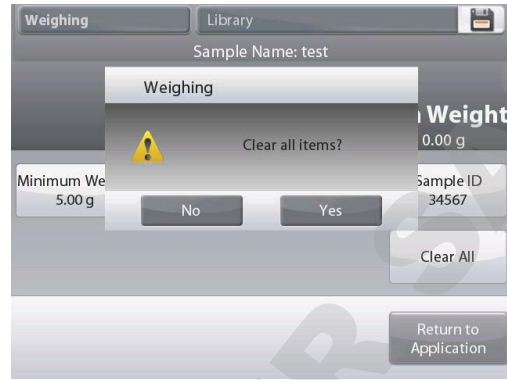 Weighing
Library
Sample Name: test
Weighing
Weight
Clear all items?
0.00 g
Minimum We
5.00 g
Sample ID
34567
No
Yes
Clear All
Return to
Application